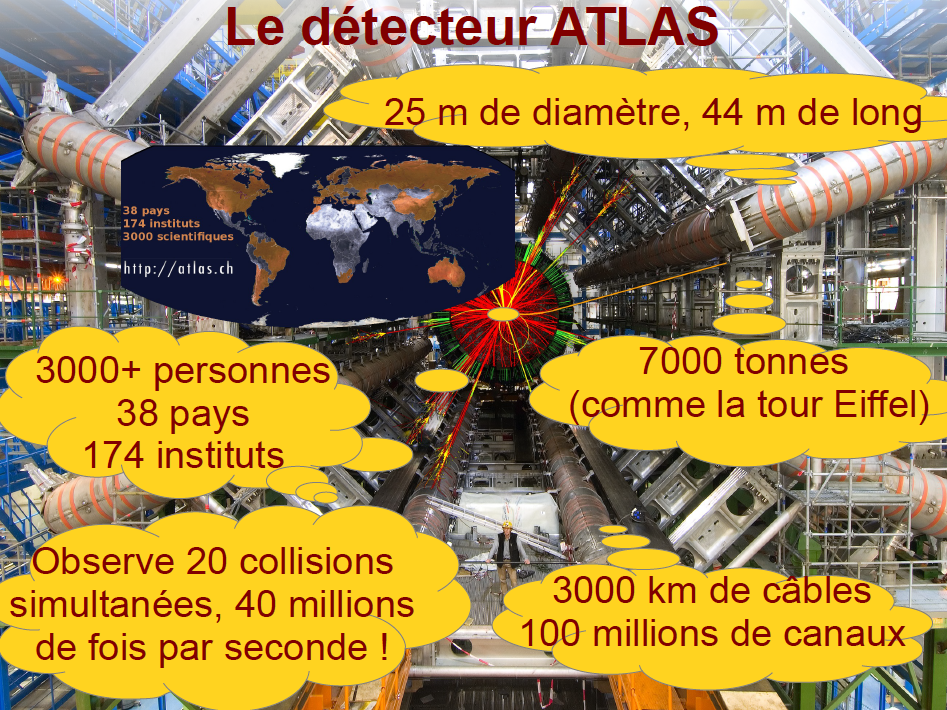 Le détecteur ATLAS
25 m de diamètre, 44 m de long
38 pays
174 instituts
3000 scientifiques
http://atlas.ch
3000+ personnes
38 pays
174 instituts
7000 tonnes
(comme la tour Eiffel)
Observe 20 collisions
simultanées, 40 millions
de fois par seconde !
3000 km de câbles
100 millions de canaux